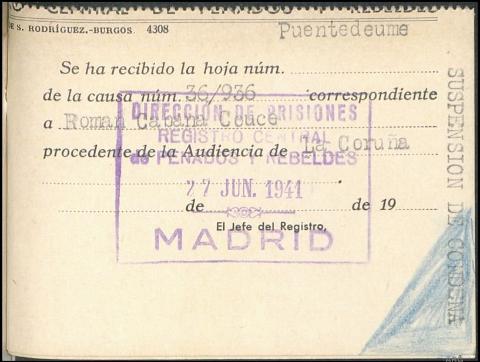 CENTRAL DE PENADOS Y REBELDES
DE S. RODRÍGUEZ.-BURGOS 4308
Puentedeume
Se ha recibido la hoja núm.
de la causa núm. 36/936 correspondiente
a Roman Cabana Couce
procedente de la Audiencia de La Coruña
de de 19
El Jefe del Registro,
DIRECCIÓN DE PRISIONES
REGISTRO CENTRAL
de PENADOS Y REBELDES
27 JUN. 1941
MADRID
SUSPENSION DE CONDENA